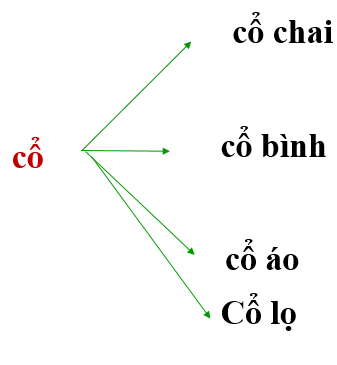 cổ chai
cổ
cổ bình
cổ áo
Cổ lọ